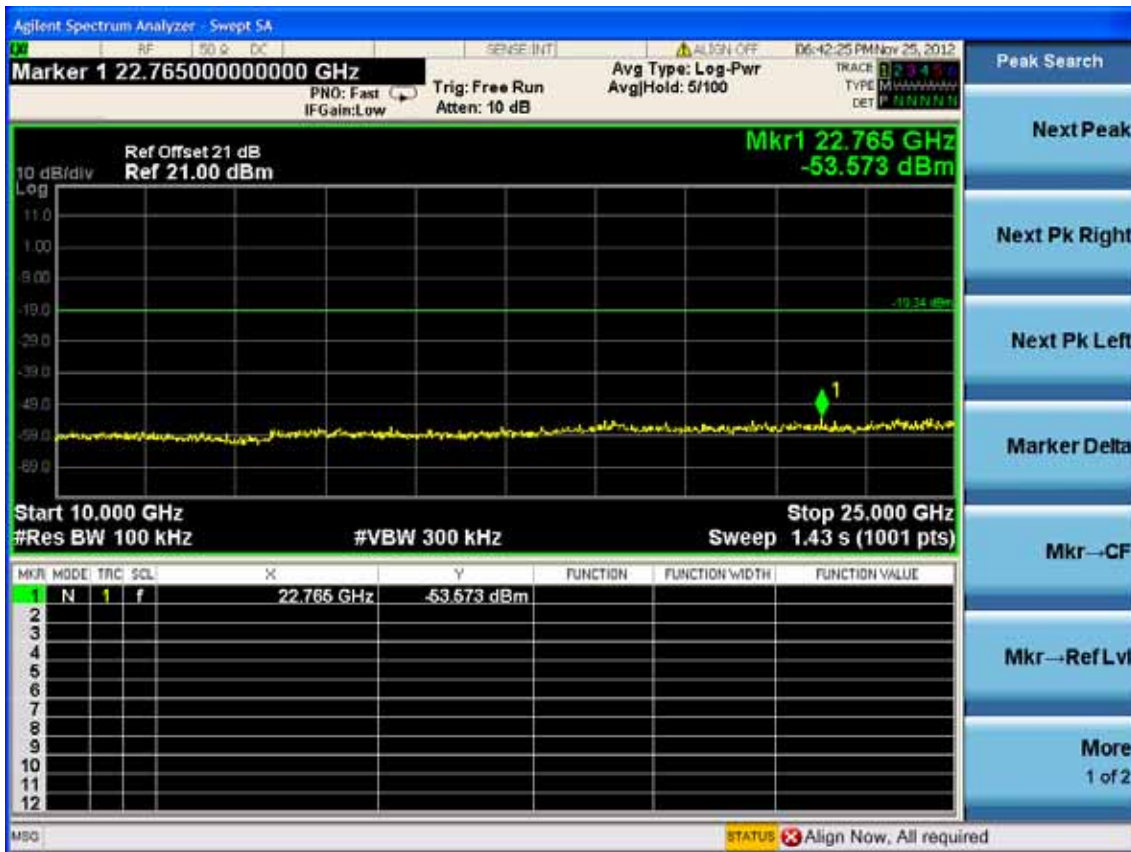 Agilent Spectrum Analyzer - Swept SA
RF 50 Ω DC SENSE:INT ALIGN OFF 06:42:25 PM Nov 25, 2012
Marker 1 22.765000000000 GHz
PNO: Fast
IFGain:Low
Trig: Free Run
Atten: 10 dB
Avg Type: Log-Pwr
Avg|Hold: 5/100
TRACE 1 2 3 4 5 6
TYPE M
DET P N N N N N
Mkr1 22.765 GHz
-53.573 dBm
Ref Offset 21 dB
10 dB/div Ref 21.00 dBm
Log
11.0
1.00
-9.00
-19.0
-19.34 dBm
-29.0
-39.0
-49.0
1
-59.0
-69.0
Start 10.000 GHz Stop 25.000 GHz
#Res BW 100 kHz #VBW 300 kHz Sweep 1.43 s (1001 pts)
MKR MODE TRC SCL X Y FUNCTION FUNCTION WIDTH FUNCTION VALUE
1 N 1 f 22.765 GHz -53.573 dBm
2
3
4
5
6
7
8
9
10
11
12
MSG STATUS Align Now, All required
Peak Search
Next Peak
Next Pk Right
Next Pk Left
Marker Delta
Mkr→CF
Mkr→Ref Lvl
More
1 of 2